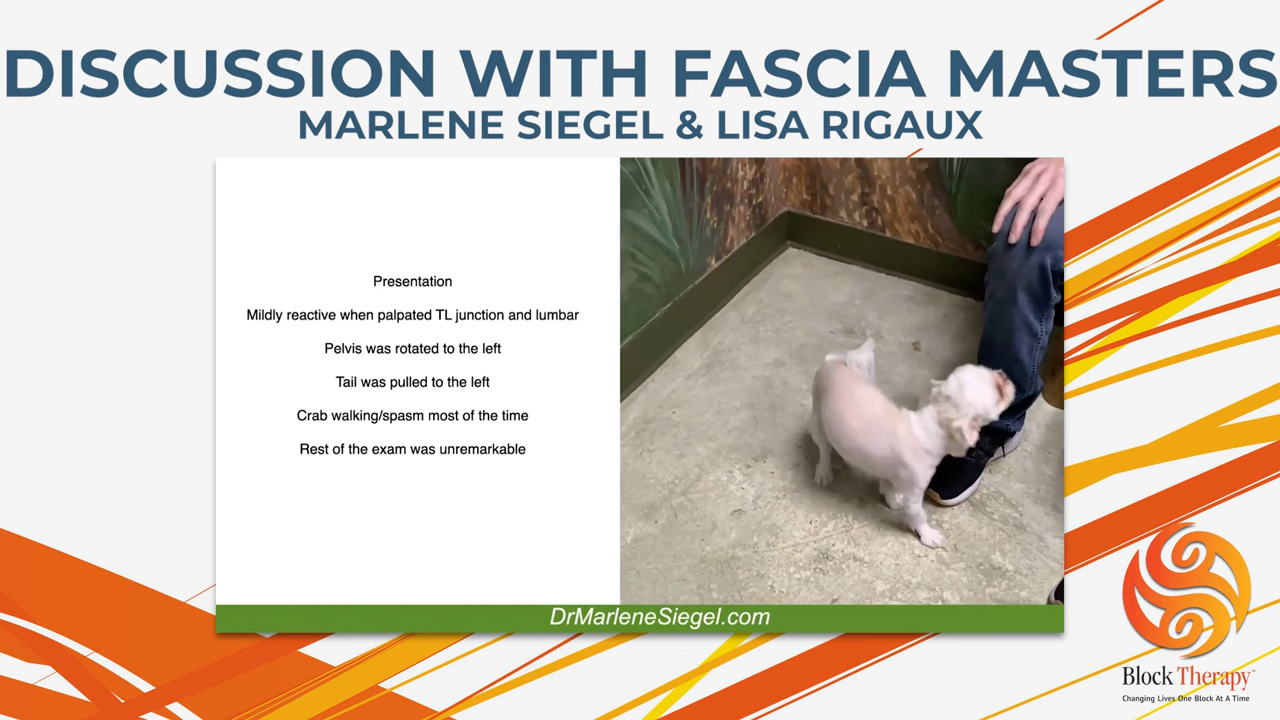 DISCUSSION WITH FASCIA MASTERS
MARLENE SIEGEL & LISA RIGAUX
Presentation
Mildly reactive when palpated TL junction and lumbar
Pelvis was rotated to the left
Tail was pulled to the left
Crab walking/spasm most of the time
Rest of the exam was unremarkable
DrMarleneSiegel.com
Block Therapy™
Changing Lives One Block At A Time